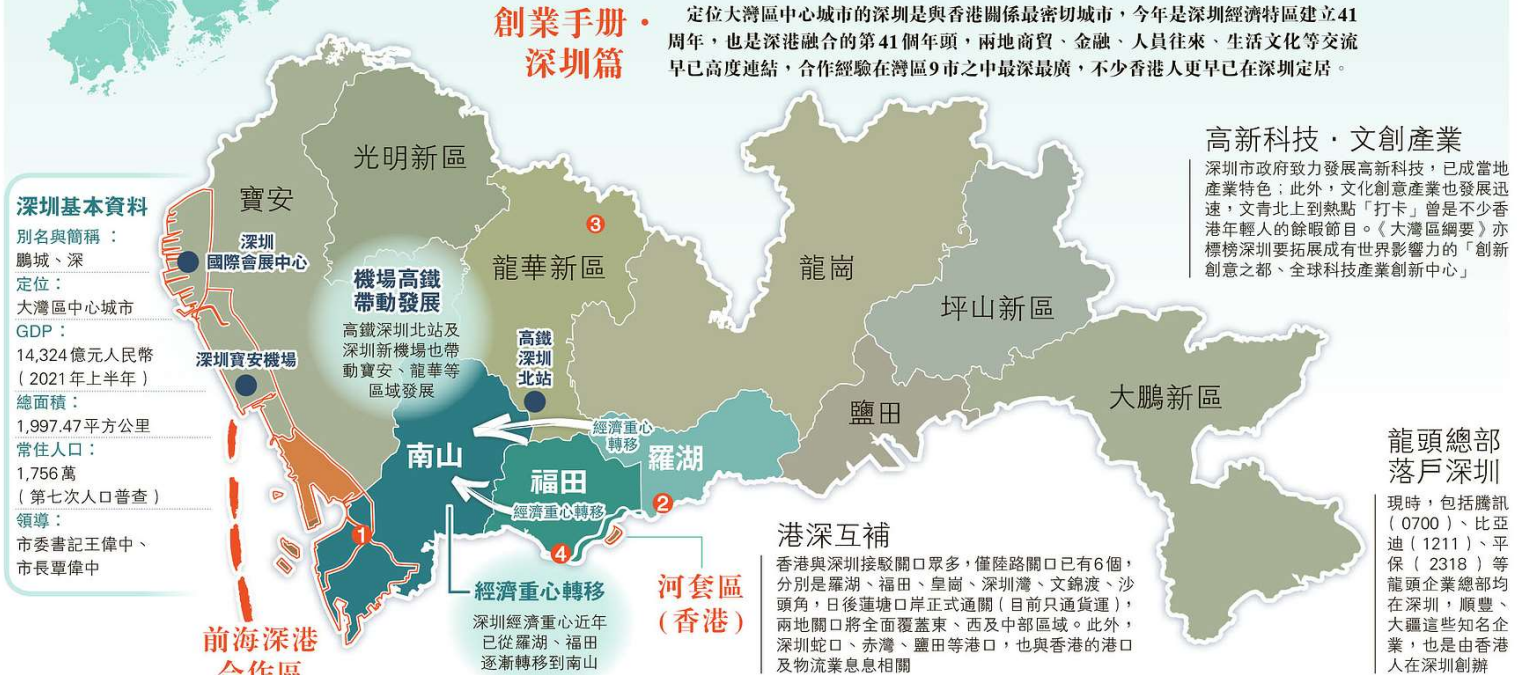 創業手册・
深圳篇
定位大灣區中心城市的深圳是與香港關係最密切城市，今年是深圳經濟特區建立41
周年，也是深港融合的第41個年頭，兩地商貿、金融、人員往來、生活文化等交流
早已高度連結，合作經驗在灣區9市之中最深最廣，不少香港人更早已在深圳定居。
深圳基本資料
別名與簡稱：
鵬城、深
定位：
大灣區中心城市
GDP：
14,324億元人民幣
（2021年上半年）
總面積：
1,997.47平方公里
常住人口：
1,756萬
（第七次人口普查）
領導：
市委書記王偉中、
市長覃偉中
寶安
光明新區
龍華新區
龍崗
坪山新區
大鵬新區
鹽田
羅湖
福田
南山
深圳
國際會展中心
深圳寶安機場
高鐵
深圳
北站
機場高鐵
帶動發展
高鐵深圳北站及
深圳新機場也帶
動寶安、龍華等
區域發展
經濟重心
轉移
經濟重心轉移
1
2
3
4
前海深港
合作區
經濟重心轉移
深圳經濟重心近年
已從羅湖、福田
逐漸轉移到南山
河套區
（香港）
港深互補
香港與深圳接駁關口眾多，僅陸路關口已有6個，
分別是羅湖、福田、皇崗、深圳灣、文錦渡、沙
頭角，日後蓮塘口岸正式通關（目前只通貨運），
兩地關口將全面覆蓋東、西及中部區域。此外，
深圳蛇口、赤灣、鹽田等港口，也與香港的港口
及物流業息息相關
高新科技・文創產業
深圳市政府致力發展高新科技，已成當地
產業特色；此外，文化創意產業也發展迅
速，文青北上到熱點「打卡」曾是不少香
港年輕人的餘暇節目。《大灣區綱要》亦
標榜深圳要拓展成有世界影響力的「創新
創意之都、全球科技產業創新中心」
龍頭總部
落戶深圳
現時，包括騰訊
（0700）、比亞
迪（1211）、平
保（2318）等
龍頭企業總部均
在深圳，順豐、
大疆這些知名企
業，也是由香港
人在深圳創辦